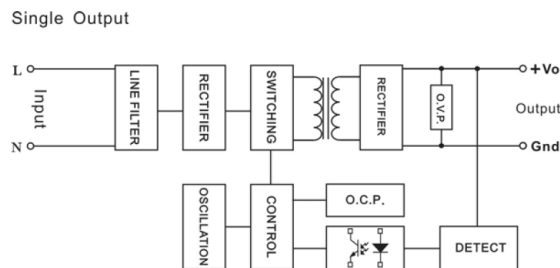 Single Output
L
Input
N
LINE FILTER
RECTIFIER
SWITCHING
RECTIFIER
O.V.P.
+Vo
Output
Gnd
OSCILLATION
CONTROL
O.C.P.
DETECT